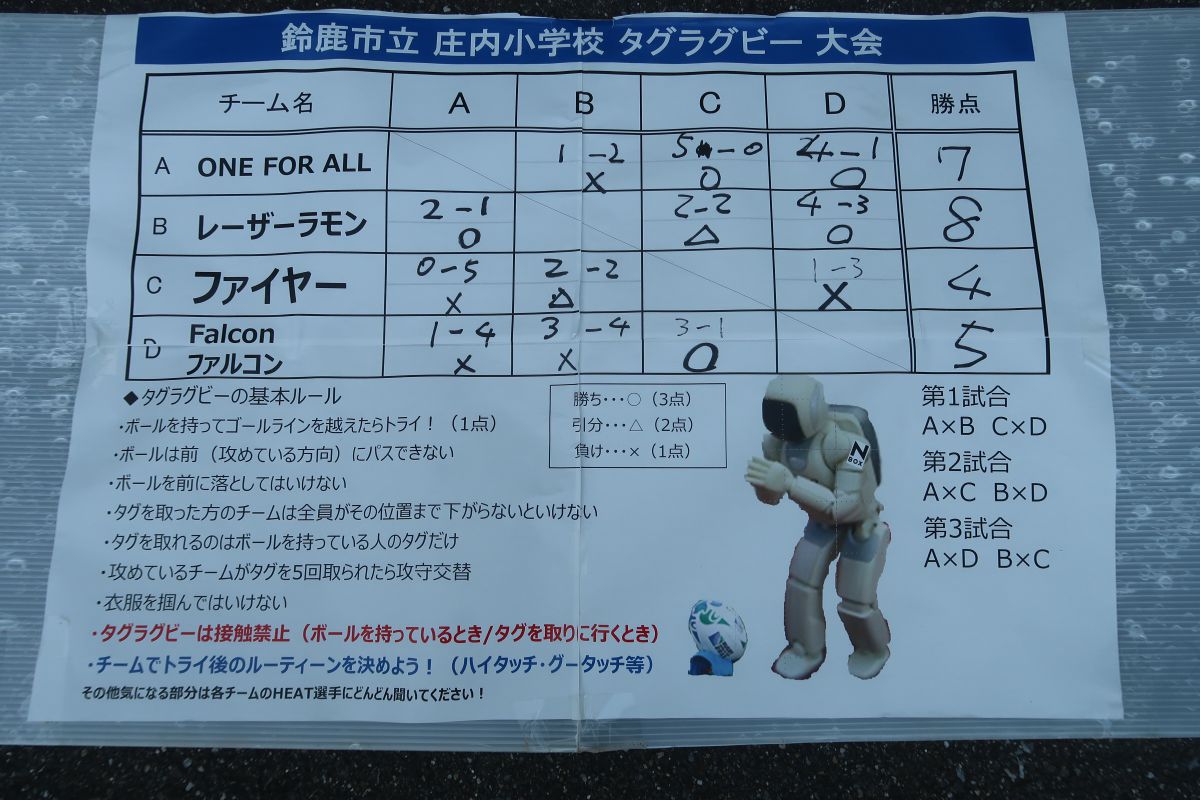 鈴鹿市立 庄内小学校 タグラグビー 大会
チーム名 A B C D 勝点
A ONE FOR ALL 1-2 5-0 4-1 7
× ○ ○
B レーザーラモン 2-1 2-2 4-3 8
○ △ ○
C ファイヤー 0-5 2-2 1-3 4
× △ ×
D Falcon 1-4 3-4 3-1 5
ファルコン × × ○
◆タグラグビーの基本ルール
・ボールを持ってゴールラインを越えたらトライ！（1点）
・ボールは前（攻めている方向）にパスできない
・ボールを前に落としてはいけない
・タグを取った方のチームは全員がその位置まで下がらないといけない
・タグを取れるのはボールを持っている人のタグだけ
・攻めているチームがタグを5回取られたら攻守交替
・衣服を掴んではいけない
・タグラグビーは接触禁止（ボールを持っているとき/タグを取りに行くとき）
・チームでトライ後のルーティーンを決めよう！（ハイタッチ・グータッチ等）
その他気になる部分は各チームのHEAT選手にどんどん聞いてください！
勝ち・・・○（3点）
引分・・・△（2点）
負け・・・×（1点）
N
BOX
第1試合
A×B C×D
第2試合
A×C B×D
第3試合
A×D B×C